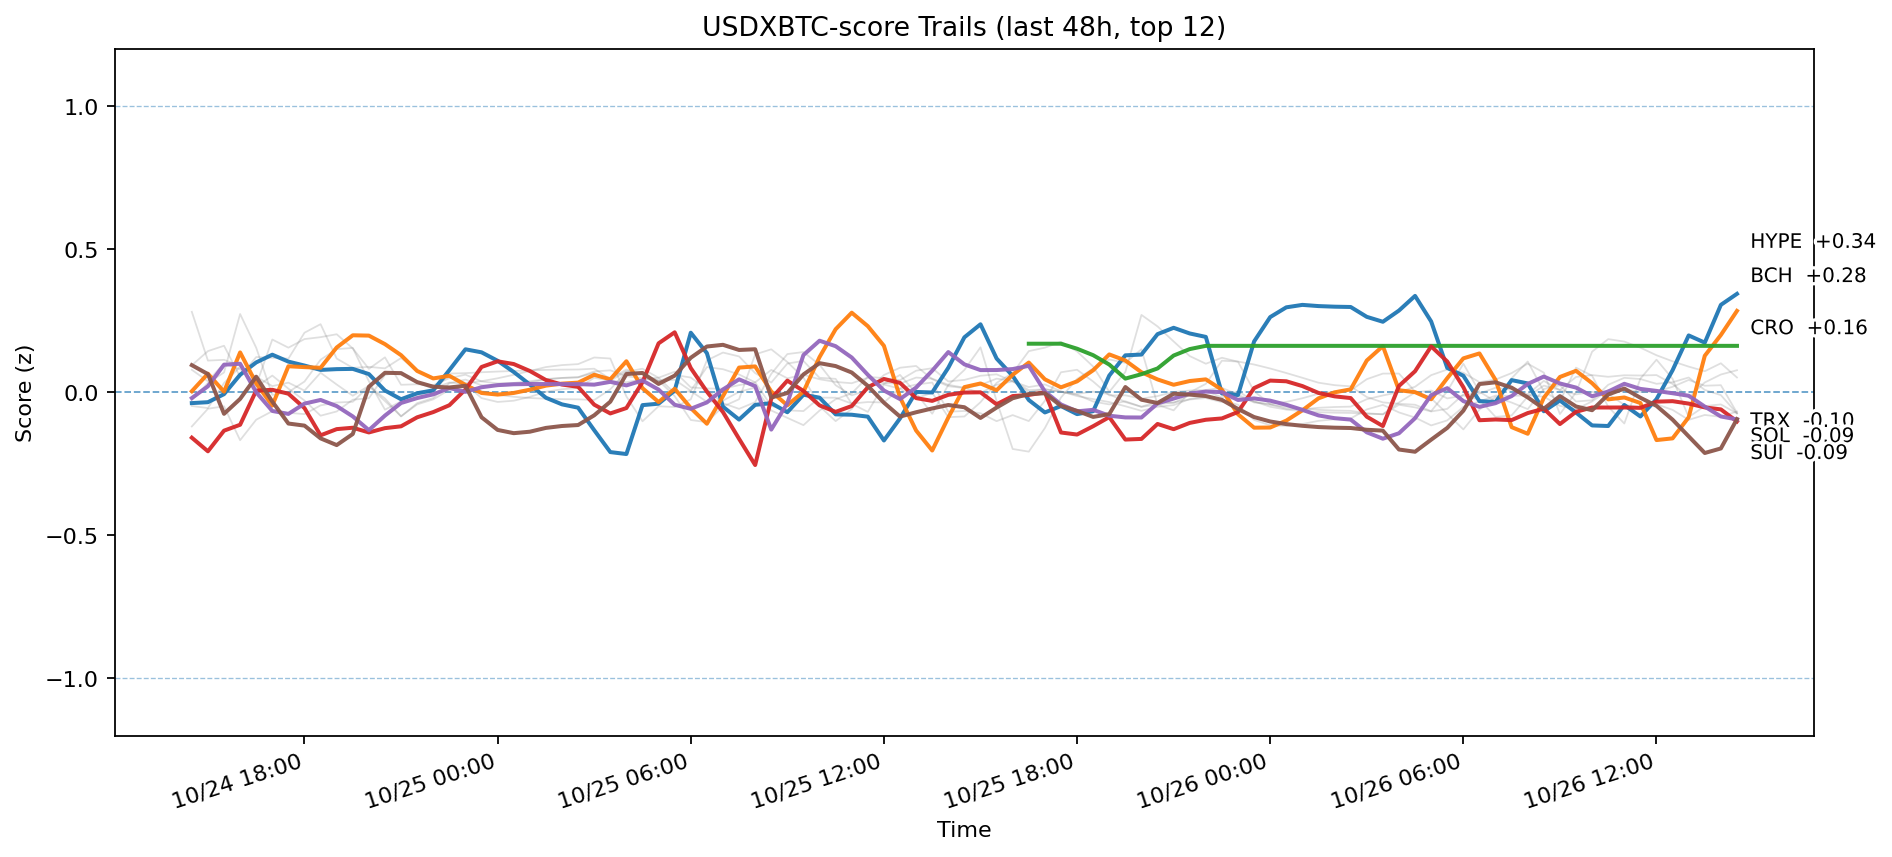 USDXBTC-score Trails (last 48h, top 12)
Score (z)
1.0
0.5
0.0
−0.5
−1.0
HYPE +0.34
BCH +0.28
CRO +0.16
TRX -0.10
SOL -0.09
SUI -0.09
10/24 18:00
10/25 00:00
10/25 06:00
10/25 12:00
10/25 18:00
10/26 00:00
10/26 06:00
10/26 12:00
Time